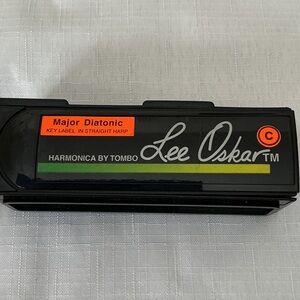 Major Diatonic
KEY LABEL IN STRAIGHT HARP
C
HARMONICA BY TOMBO Lee Oskar TM